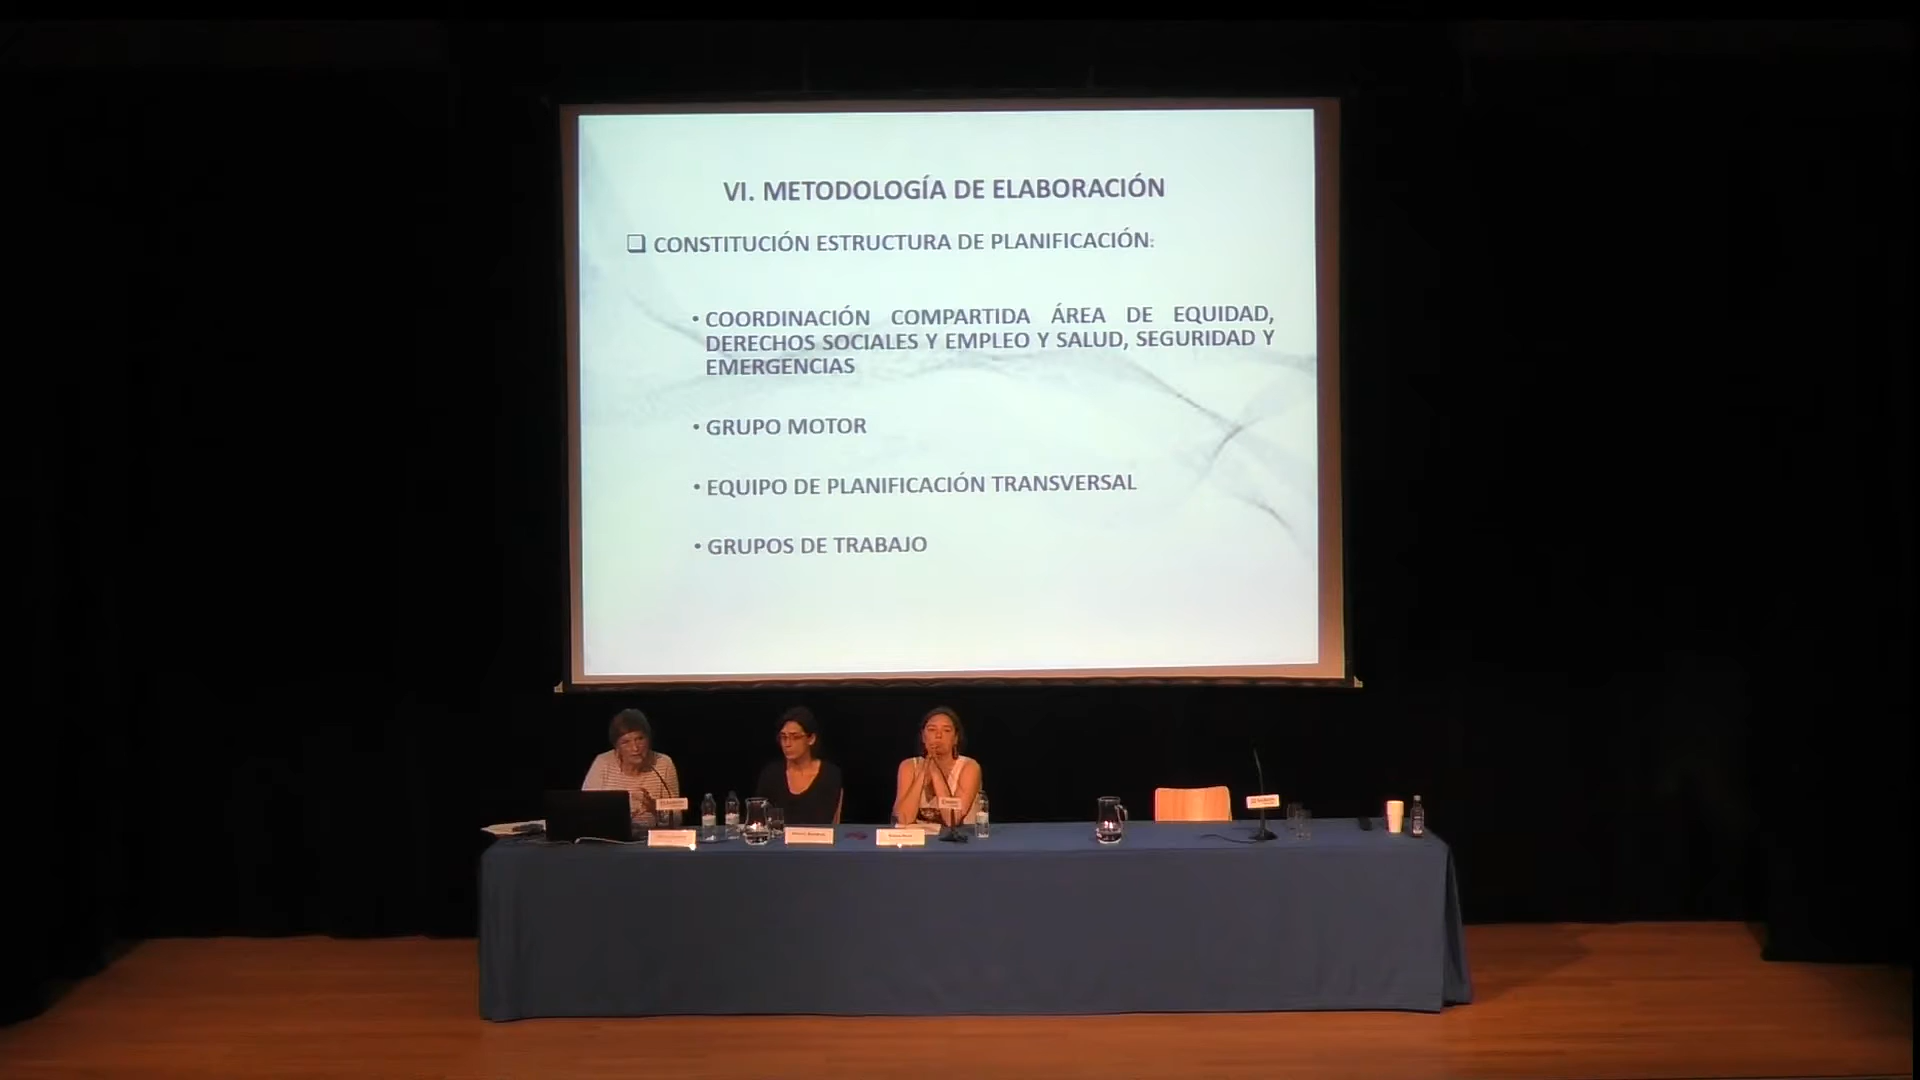 VI. METODOLOGÍA DE ELABORACIÓN
❑ CONSTITUCIÓN ESTRUCTURA DE PLANIFICACIÓN:
• COORDINACIÓN COMPARTIDA ÁREA DE EQUIDAD,
DERECHOS SOCIALES Y EMPLEO Y SALUD, SEGURIDAD Y
EMERGENCIAS
• GRUPO MOTOR
• EQUIPO DE PLANIFICACIÓN TRANSVERSAL
• GRUPOS DE TRABAJO